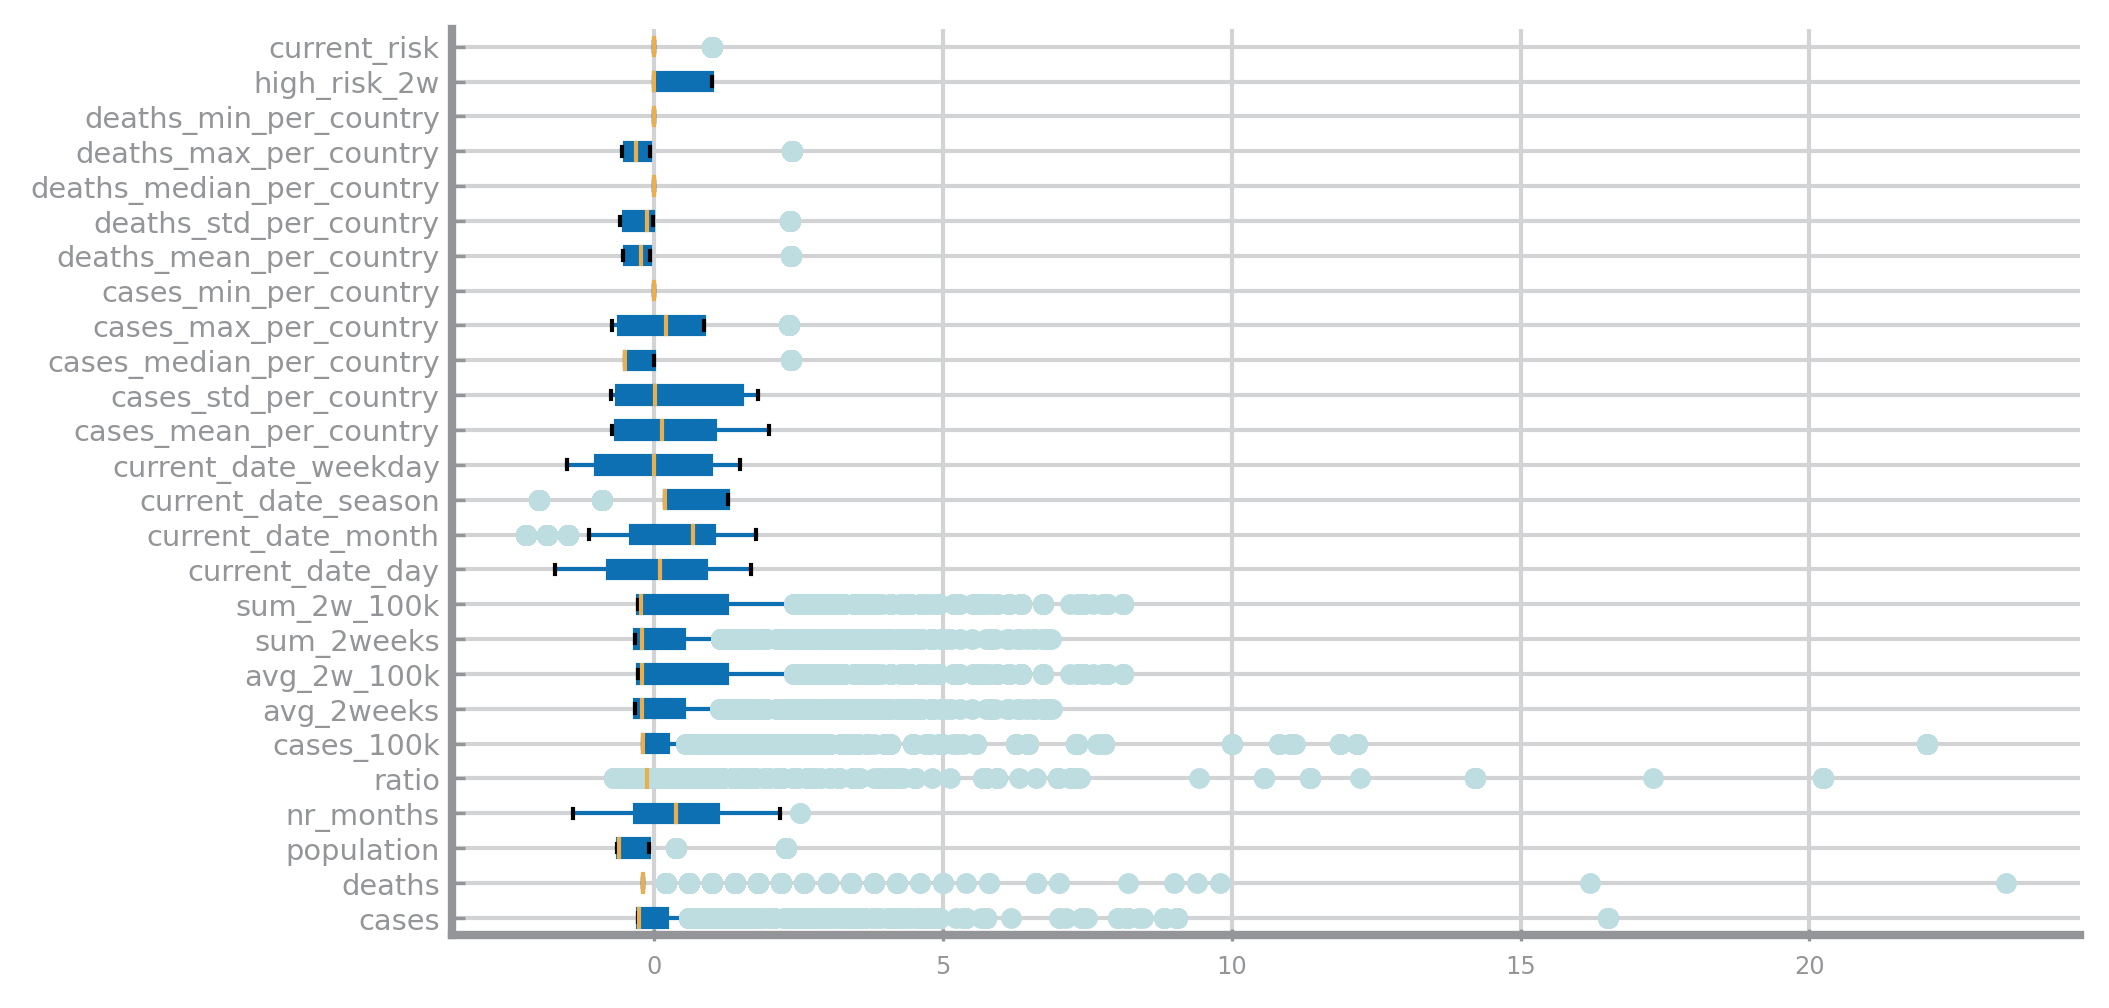 current_risk
high_risk_2w
deaths_min_per_country
deaths_max_per_country
deaths_median_per_country
deaths_std_per_country
deaths_mean_per_country
cases_min_per_country
cases_max_per_country
cases_median_per_country
cases_std_per_country
cases_mean_per_country
current_date_weekday
current_date_season
current_date_month
current_date_day
sum_2w_100k
sum_2weeks
avg_2w_100k
avg_2weeks
cases_100k
ratio
nr_months
population
deaths
cases
0 5 10 15 20